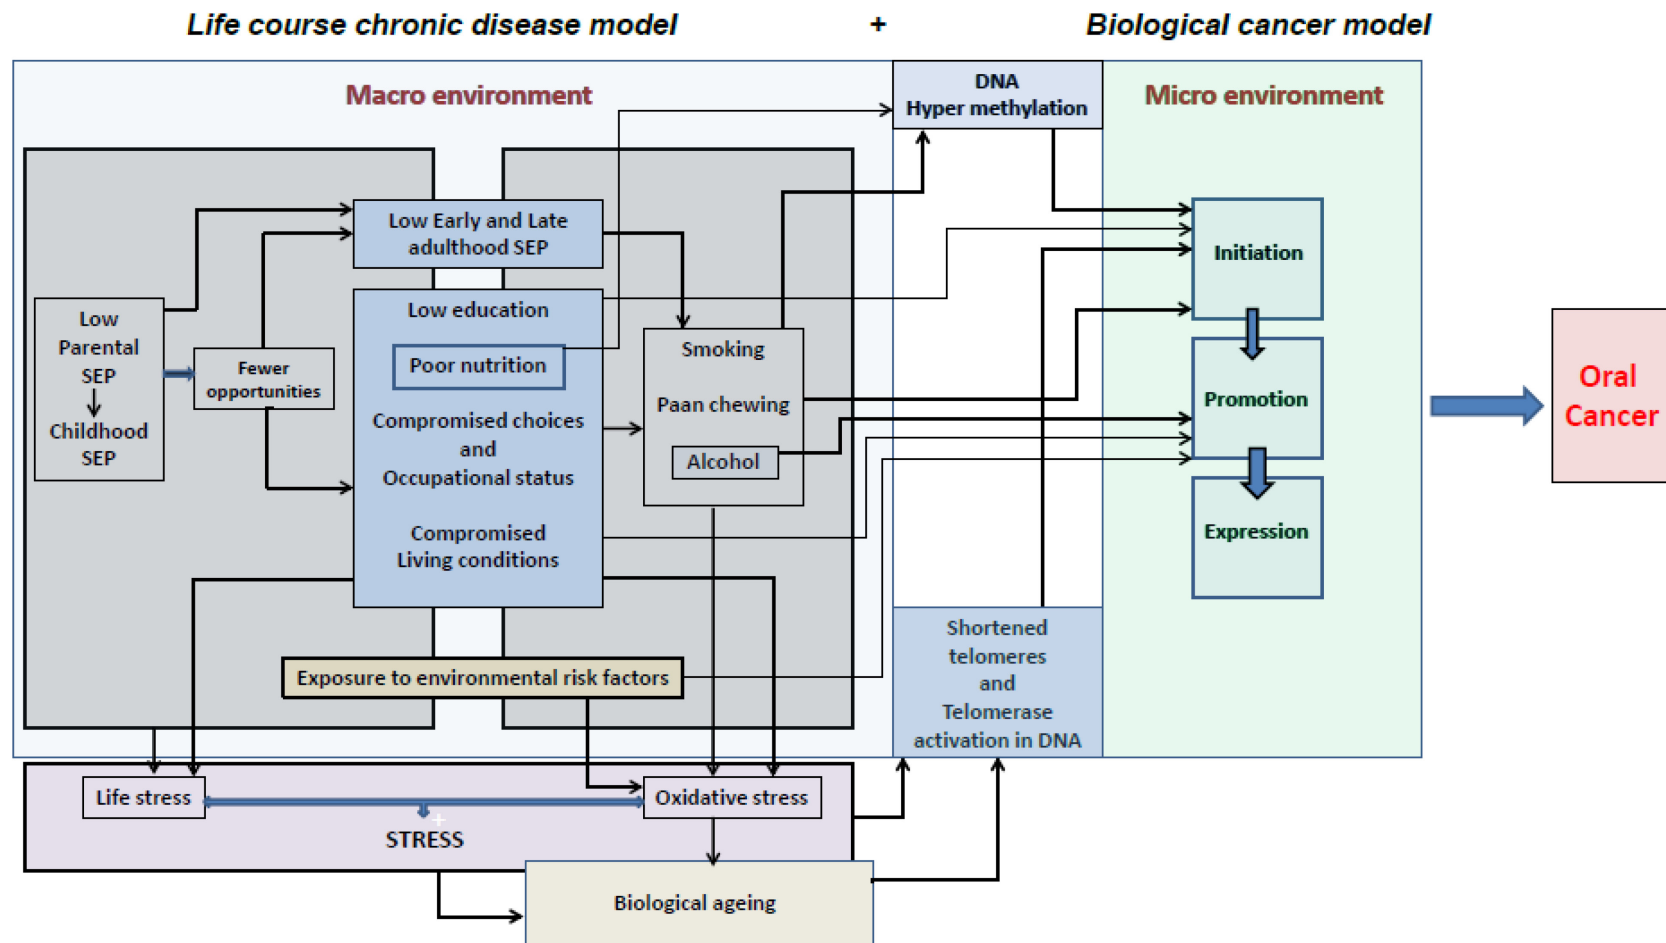 Life course chronic disease model + Biological cancer model
Macro environment
DNA
Hyper methylation
Micro environment
Low Early and Late
adulthood SEP
Low
Parental
SEP
Childhood
SEP
Fewer
opportunities
Low education
Poor nutrition
Compromised choices
and
Occupational status
Compromised
Living conditions
Smoking
Paan chewing
Alcohol
Initiation
Promotion
Expression
Oral
Cancer
Exposure to environmental risk factors
Shortened
telomeres
and
Telomerase
activation in DNA
Life stress
Oxidative stress
+
STRESS
Biological ageing